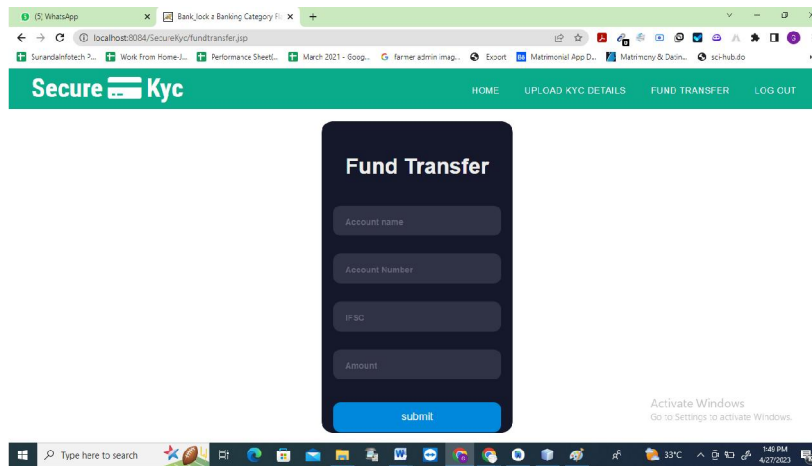 (5) WhatsApp
Bank_lock a Banking Category Fl
localhost:8084/SecureKyc/fundtransfer.jsp
SurandaInfotech P...
Work From Home-J...
Performance Sheet(...
March 2021 - Goog...
farmer admin imag...
Export
Matrimonial App D...
Matrimony & Datin...
sci-hub.do
Secure Kyc
HOME
UPLOAD KYC DETAILS
FUND TRANSFER
LOG OUT
Fund Transfer
Account name
Account Number
IFSC
Amount
submit
Activate Windows
Go to Settings to activate Windows.
Type here to search
33°C
1:49 PM
4/27/2023